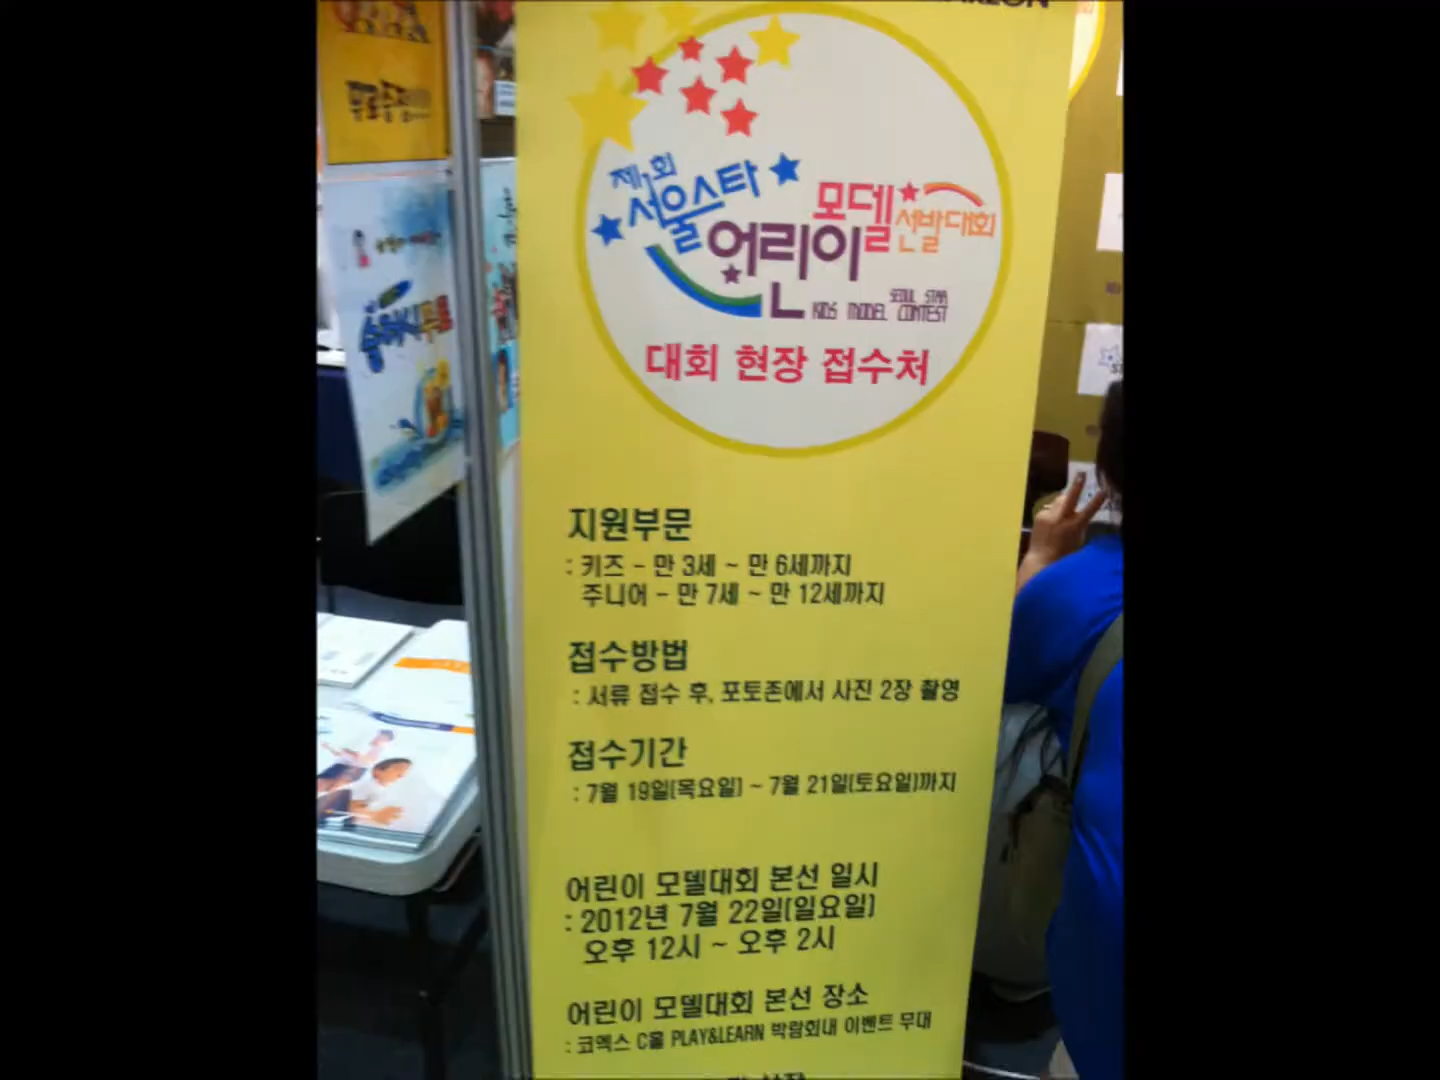 무료증정!!!
제1회
서울스타
어린이
모델
선발대회
SEOUL STAR
KIDS MODEL CONTEST
대회 현장 접수처
지원부문
: 키즈 - 만 3세 ~ 만 6세까지
주니어 - 만 7세 ~ 만 12세까지
접수방법
: 서류 접수 후, 포토존에서 사진 2장 촬영
접수기간
: 7월 19일(목요일) ~ 7월 21일(토요일)까지
어린이 모델대회 본선 일시
: 2012년 7월 22일(일요일)
오후 12시 ~ 오후 2시
어린이 모델대회 본선 장소
: 코엑스 C홀 PLAY&LEARN 박람회내 이벤트 무대